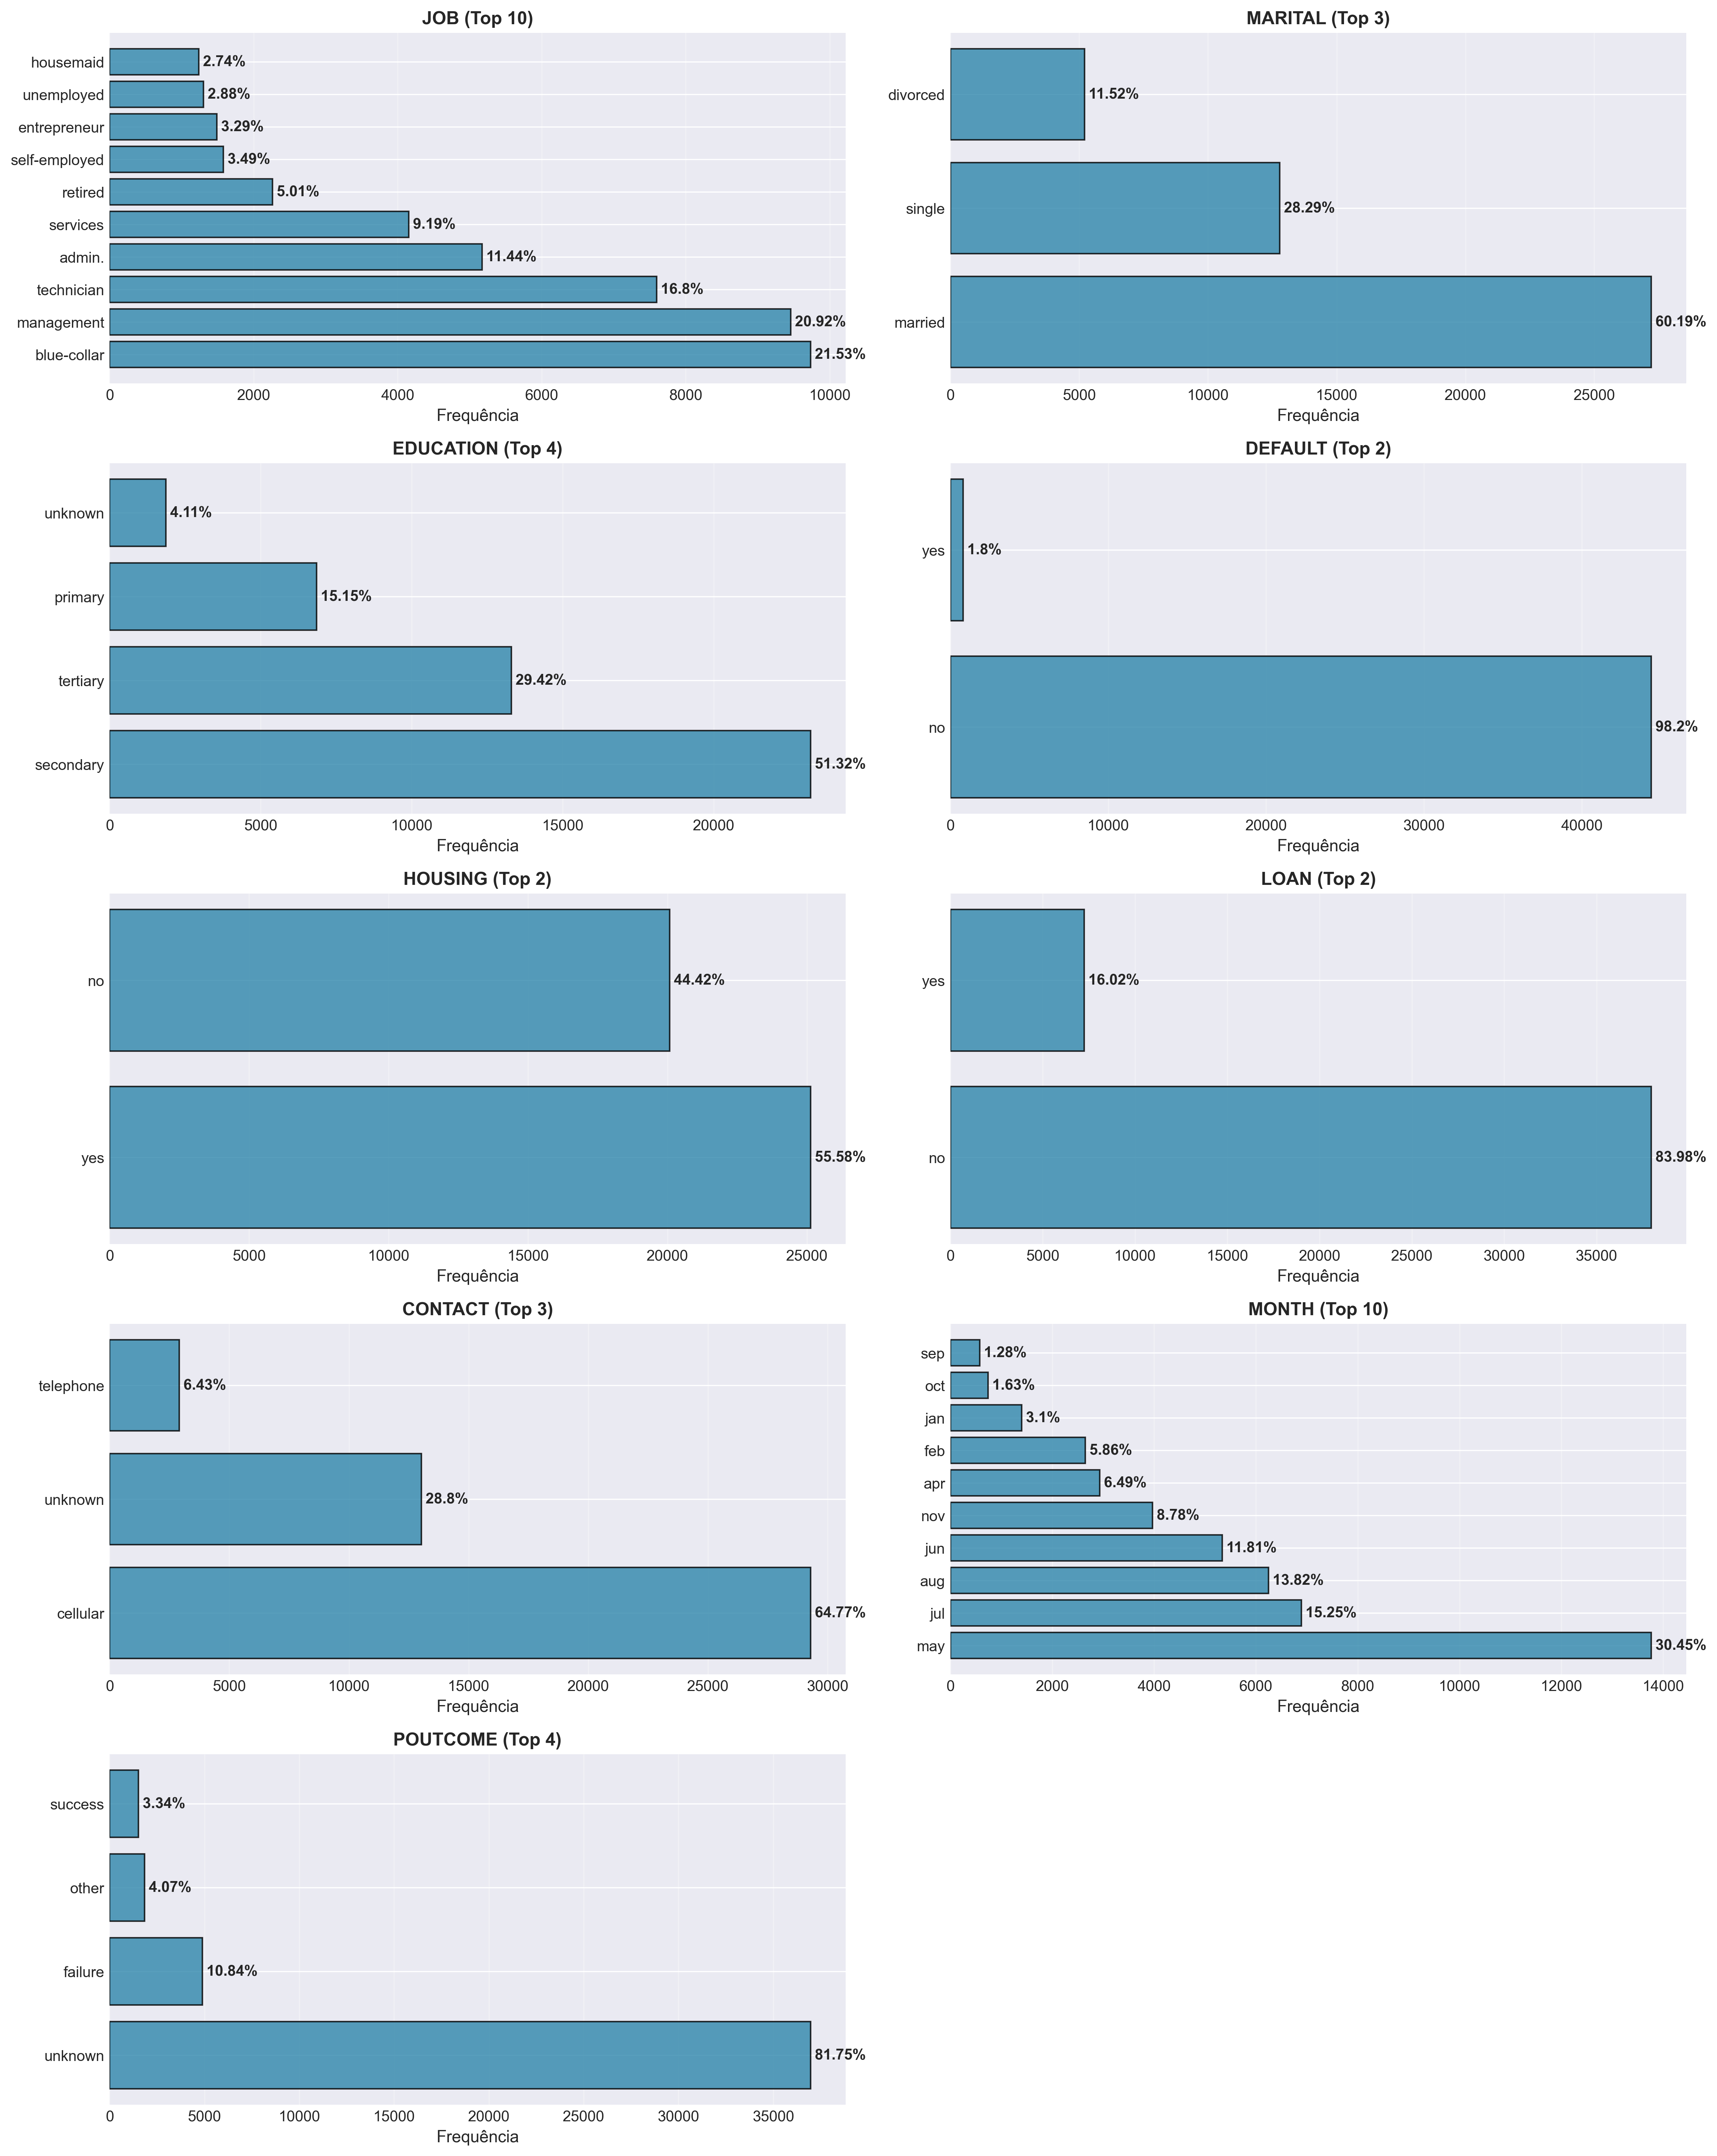 JOB (Top 10)
housemaid 2.74%
unemployed 2.88%
entrepreneur 3.29%
self-employed 3.49%
retired 5.01%
services 9.19%
admin. 11.44%
technician 16.8%
management 20.92%
blue-collar 21.53%
0 2000 4000 6000 8000 10000
Frequência
MARITAL (Top 3)
divorced 11.52%
single 28.29%
married 60.19%
0 5000 10000 15000 20000 25000
Frequência
EDUCATION (Top 4)
unknown 4.11%
primary 15.15%
tertiary 29.42%
secondary 51.32%
0 5000 10000 15000 20000
Frequência
DEFAULT (Top 2)
yes 1.8%
no 98.2%
0 10000 20000 30000 40000
Frequência
HOUSING (Top 2)
no 44.42%
yes 55.58%
0 5000 10000 15000 20000 25000
Frequência
LOAN (Top 2)
yes 16.02%
no 83.98%
0 5000 10000 15000 20000 25000 30000 35000
Frequência
CONTACT (Top 3)
telephone 6.43%
unknown 28.8%
cellular 64.77%
0 5000 10000 15000 20000 25000 30000
Frequência
MONTH (Top 10)
sep 1.28%
oct 1.63%
jan 3.1%
feb 5.86%
apr 6.49%
nov 8.78%
jun 11.81%
aug 13.82%
jul 15.25%
may 30.45%
0 2000 4000 6000 8000 10000 12000 14000
Frequência
POUTCOME (Top 4)
success 3.34%
other 4.07%
failure 10.84%
unknown 81.75%
0 5000 10000 15000 20000 25000 30000 35000
Frequência